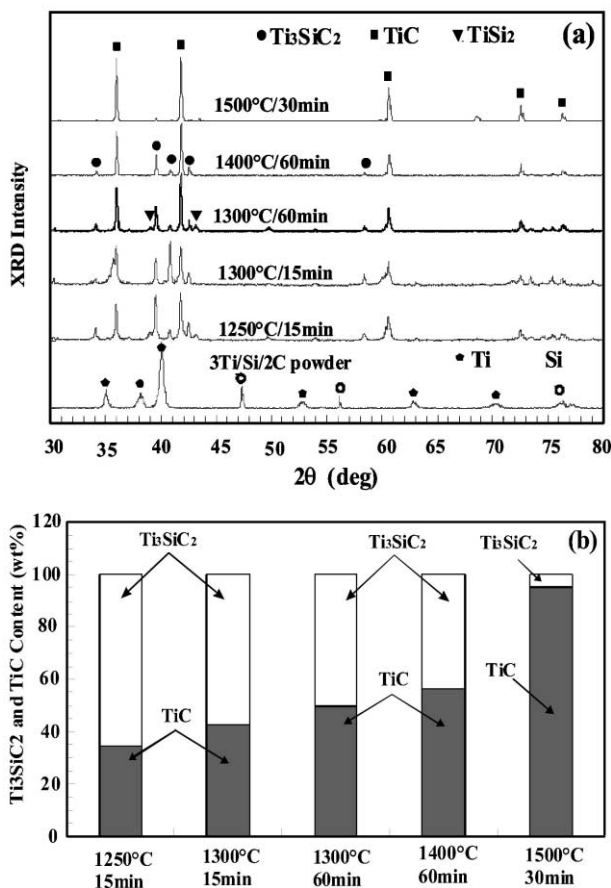 (a)
Ti₃SiC₂ TiC TiSi₂
1500°C/30min
1400°C/60min
1300°C/60min
1300°C/15min
1250°C/15min
3Ti/Si/2C powder
Ti Si
XRD Intensity
30 35 40 45 50 55 60 65 70 75 80
2θ (deg)
(b)
Ti3SiC2 and TiC Content (wt%)
120
100
80
60
40
20
0
Ti₃SiC₂ Ti₃SiC₂ Ti₃SiC₂
TiC TiC TiC
1250°C 1300°C 1300°C 1400°C 1500°C
15min 15min 60min 60min 30min